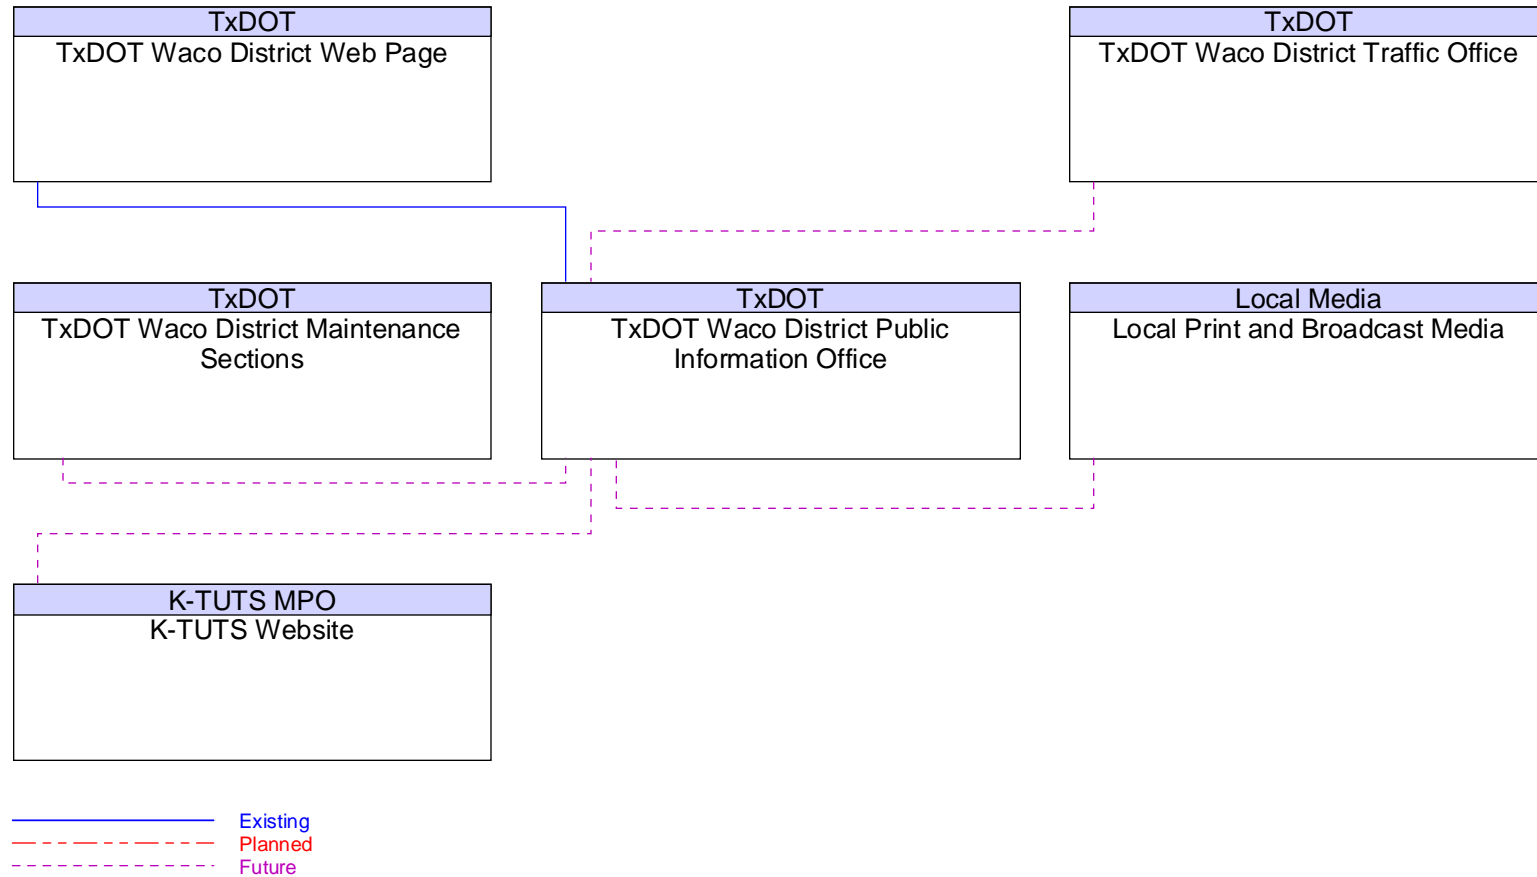 TxDOT
TxDOT Waco District Web Page
TxDOT
TxDOT Waco District Traffic Office
TxDOT
TxDOT Waco District Maintenance
Sections
TxDOT
TxDOT Waco District Public
Information Office
Local Media
Local Print and Broadcast Media
K-TUTS MPO
K-TUTS Website
Existing
Planned
Future